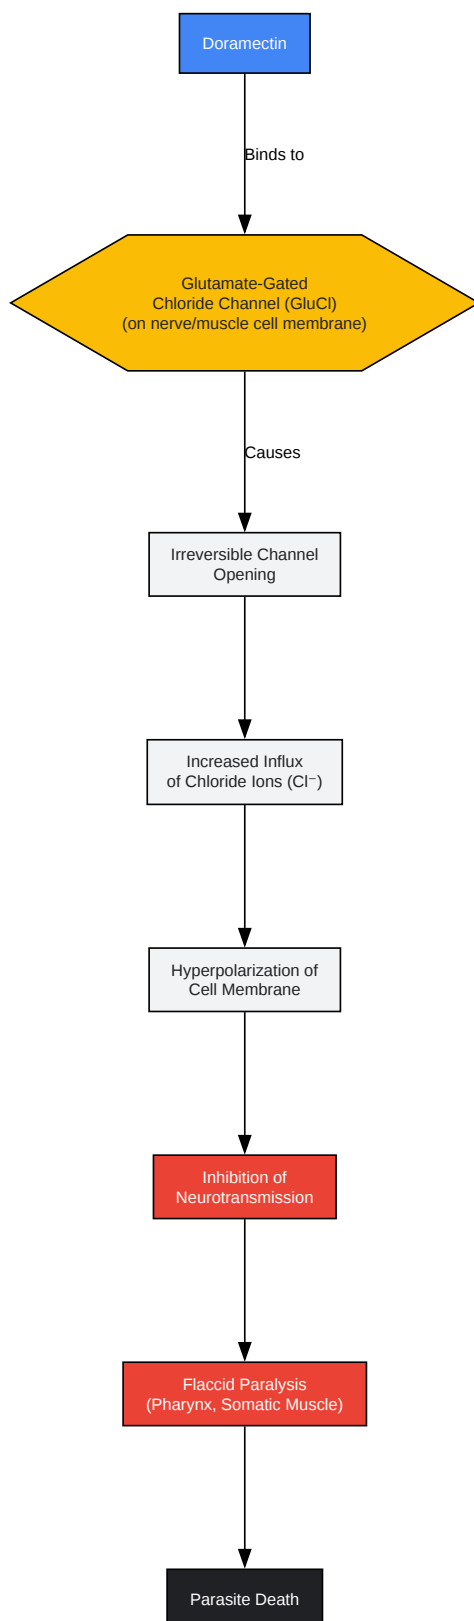 Doramectin
Binds to
Glutamate-Gated
Chloride Channel (GluCl)
(on nerve/muscle cell membrane)
Causes
Irreversible Channel
Opening
Increased Influx
of Chloride Ions (Cl⁻)
Hyperpolarization of
Cell Membrane
Inhibition of
Neurotransmission
Flaccid Paralysis
(Pharynx, Somatic Muscle)
Parasite Death